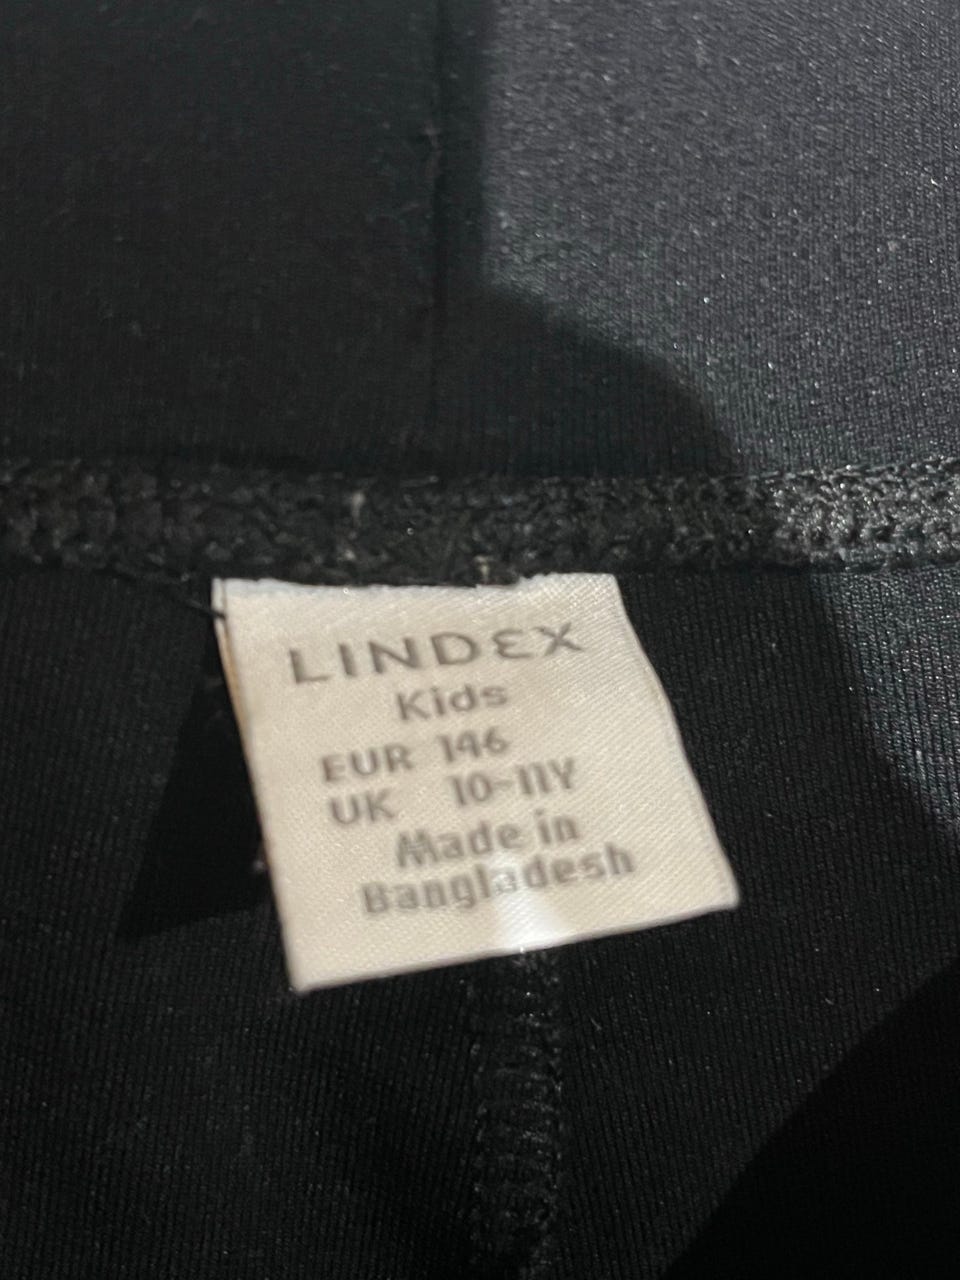 LINDEX
Kids
EUR 146
UK 10-11Y
Made in
Bangladesh